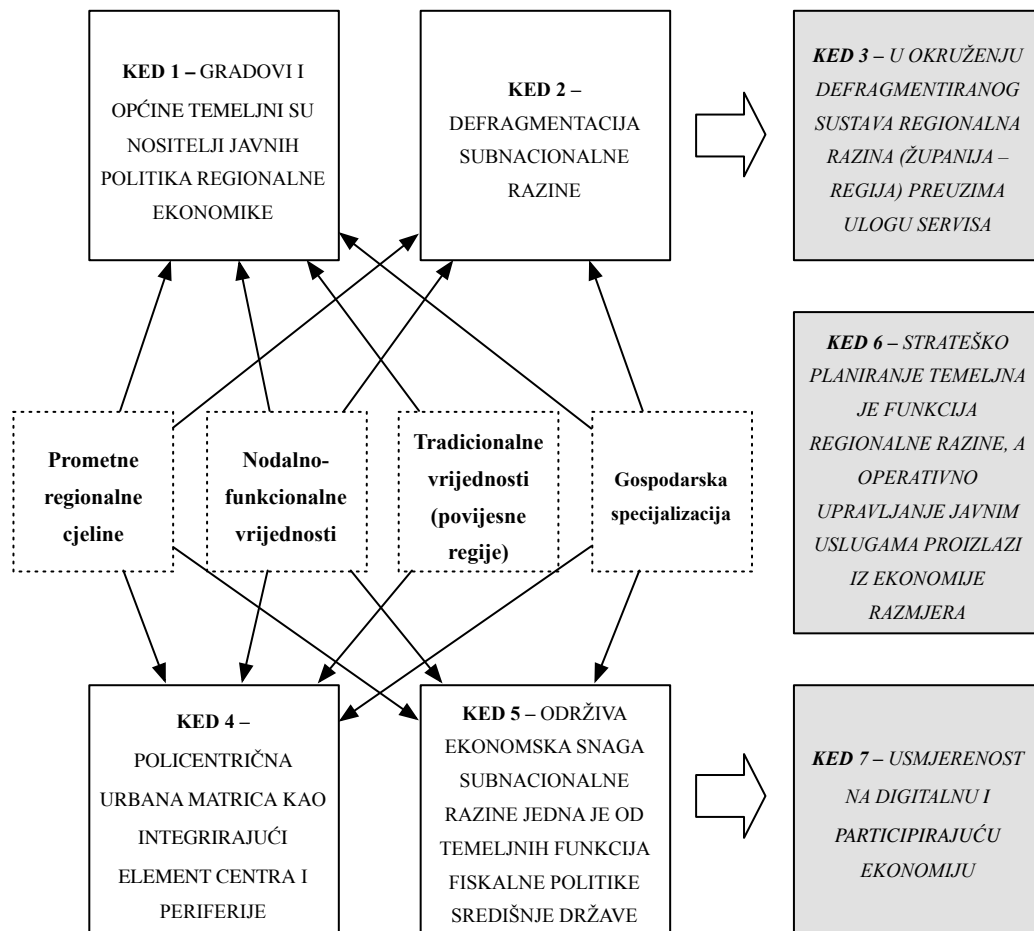 KED 1 – GRADOVI I
OPĆINE TEMELJNI SU
NOSITELJI JAVNIH
POLITIKA REGIONALNE
EKONOMIKE
KED 2 –
DEFRAGMENTACIJA
SUBNACIONALNE
RAZINE
KED 3 – U OKRUŽENJU
DEFRAGMENTIRANOG
SUSTAVA REGIONALNA
RAZINA (ŽUPANIJA –
REGIJA) PREUZIMA
ULOGU SERVISA
Prometne
regionalne
cjeline
Nodalno-
funkcionalne
vrijednosti
Tradicionalne
vrijednosti
(povijesne
regije)
Gospodarska
specijalizacija
KED 6 – STRATEŠKO
PLANIRANJE TEMELJNA
JE FUNKCIJA
REGIONALNE RAZINE, A
OPERATIVNO
UPRAVLJANJE JAVNIM
USLUGAMA PROIZLAZI
IZ EKONOMIJE
RAZMJERA
KED 4 –
POLICENTRIČNA
URBANA MATRICA KAO
INTEGRIRAJUĆI
ELEMENT CENTRA I
PERIFERIJE
KED 5 – ODRŽIVA
EKONOMSKA SNAGA
SUBNACIONALNE
RAZINE JEDNA JE OD
TEMELJNIH FUNKCIJA
FISKALNE POLITIKE
SREDIŠNJE DRŽAVE
KED 7 – USMJERENOST
NA DIGITALNU I
PARTICIPIRAJUĆU
EKONOMIJU